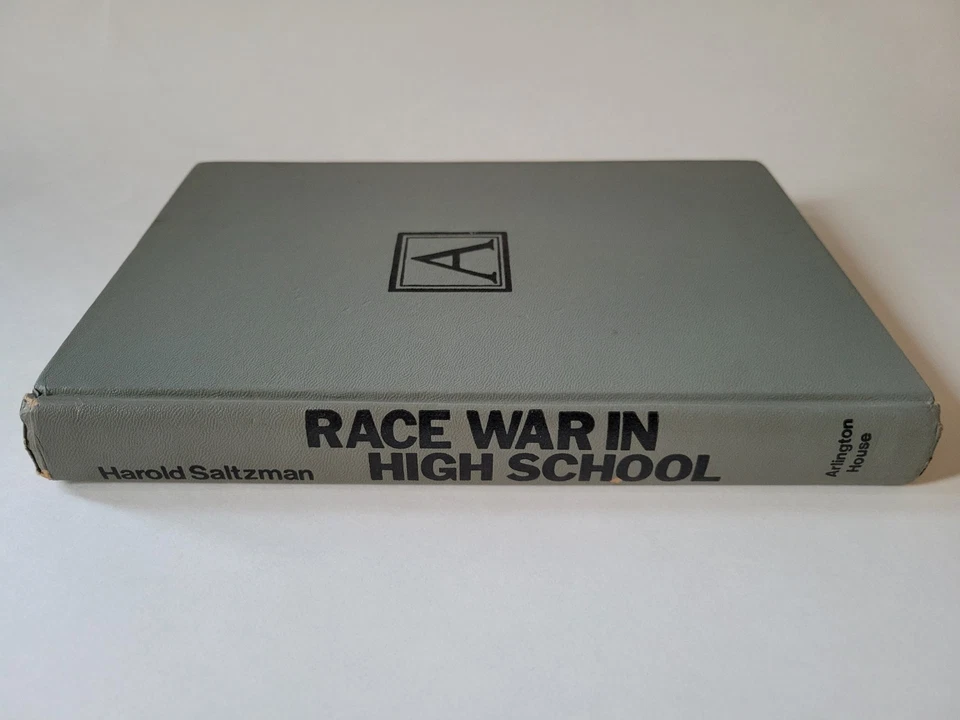 A
Harold Saltzman
RACE WAR IN
HIGH SCHOOL
Arlington
House